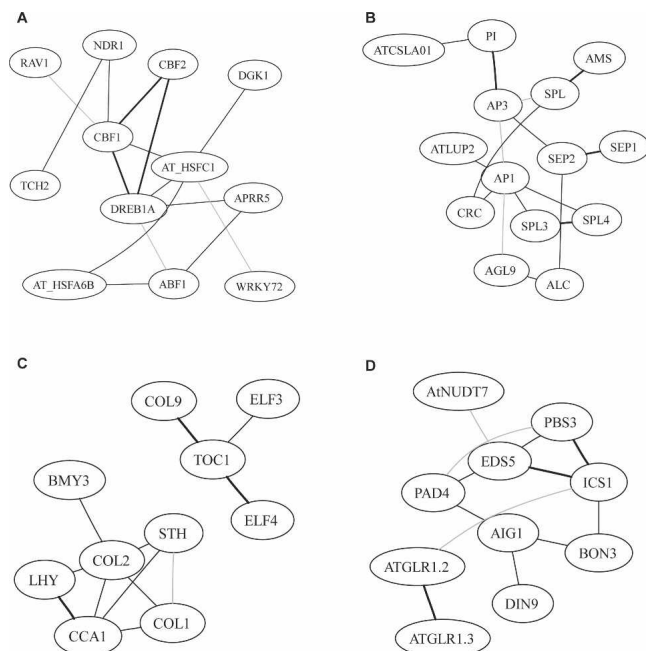 A
NDR1
RAV1
CBF2
DGK1
CBF1
AT_HSFC1
TCH2
APRR5
DREB1A
AT_HSFA6B
ABF1
WRKY72
B
PI
ATCSLA01
AMS
SPL
AP3
ATLUP2
SEP1
SEP2
AP1
CRC
SPL3
SPL4
AGL9
ALC
C
COL9
ELF3
TOC1
BMY3
ELF4
STH
COL2
LHY
COL1
CCA1
D
AtNUDT7
PBS3
EDS5
ICS1
PAD4
AIG1
BON3
ATGLR1.2
DIN9
ATGLR1.3